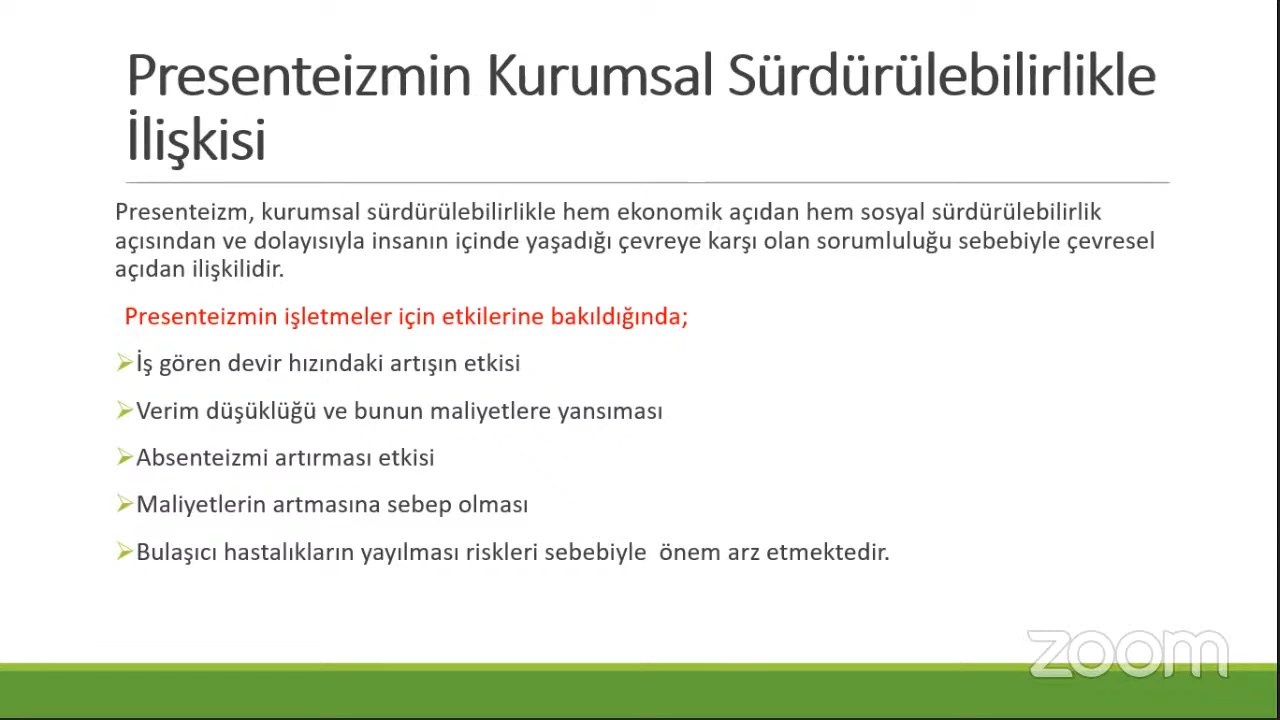 Presenteizmin Kurumsal Sürdürülebilirlikle
İlişkisi
Presenteizm, kurumsal sürdürülebilirlikle hem ekonomik açıdan hem sosyal sürdürülebilirlik
açısından ve dolayısıyla insanın içinde yaşadığı çevreye karşı olan sorumluluğu sebebiyle çevresel
açıdan ilişkilidir.
Presenteizmin işletmeler için etkilerine bakıldığında;
➢İş gören devir hızındaki artışın etkisi
➢Verim düşüklüğü ve bunun maliyetlere yansıması
➢Absenteizmi artırması etkisi
➢Maliyetlerin artmasına sebep olması
➢Bulaşıcı hastalıkların yayılması riskleri sebebiyle  önem arz etmektedir.
zoom